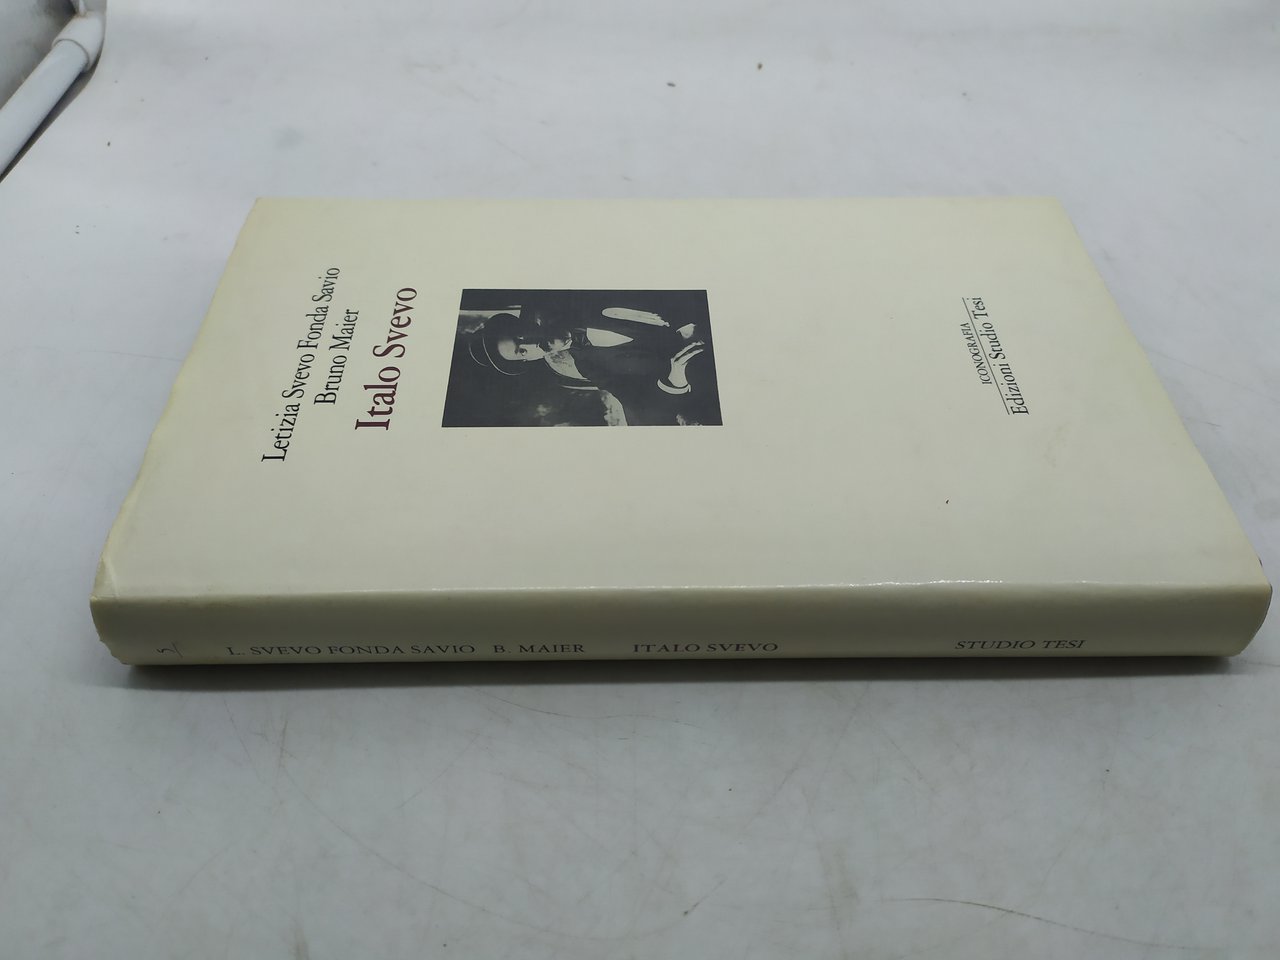 Letizia Svevo Fonda Savio
Bruno Maier
Italo Svevo
ICONOGRAFIA
Edizioni Studio Tesi
L. SVEVO FONDA SAVIO B. MAIER ITALO SVEVO STUDIO TESI